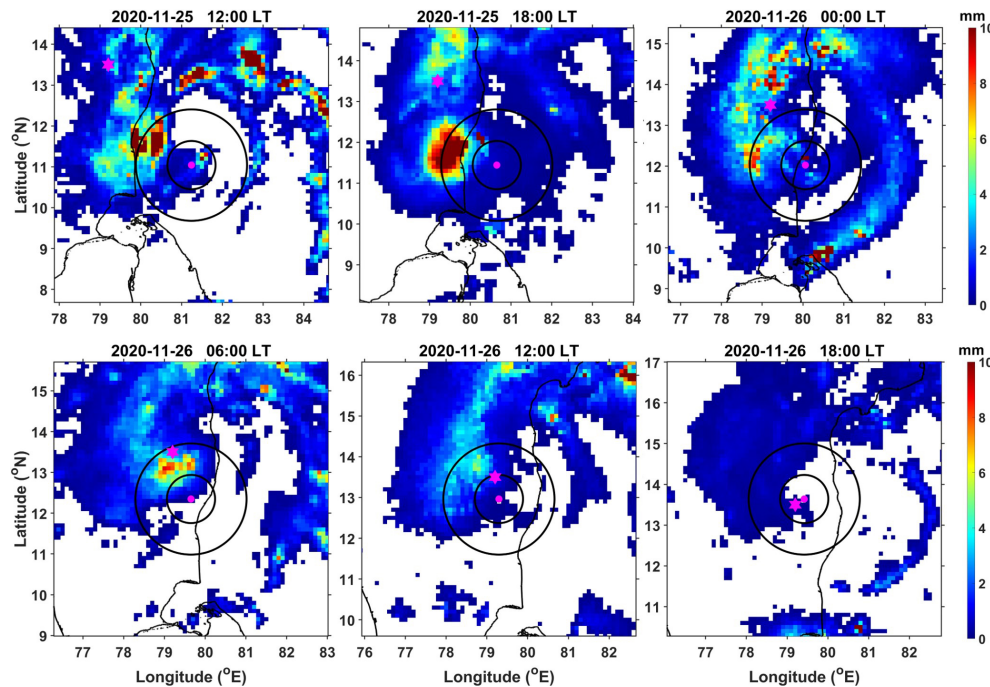 2020-11-25 12:00 LT
2020-11-25 18:00 LT
2020-11-26 00:00 LT
mm
Latitude (°N)
14
13
12
11
10
9
8
78 79 80 81 82 83 84
14
13
12
11
10
9
78 79 80 81 82 83 84
15
14
13
12
11
10
9
77 78 79 80 81 82 83
10
8
6
4
2
0
2020-11-26 06:00 LT
2020-11-26 12:00 LT
2020-11-26 18:00 LT
mm
Latitude (°N)
15
14
13
12
11
10
9
77 78 79 80 81 82 83
16
15
14
13
12
11
10
77 78 79 80 81 82
17
16
15
14
13
12
11
77 78 79 80 81 82
10
8
6
4
2
0
Longitude (°E)
Longitude (°E)
Longitude (°E)